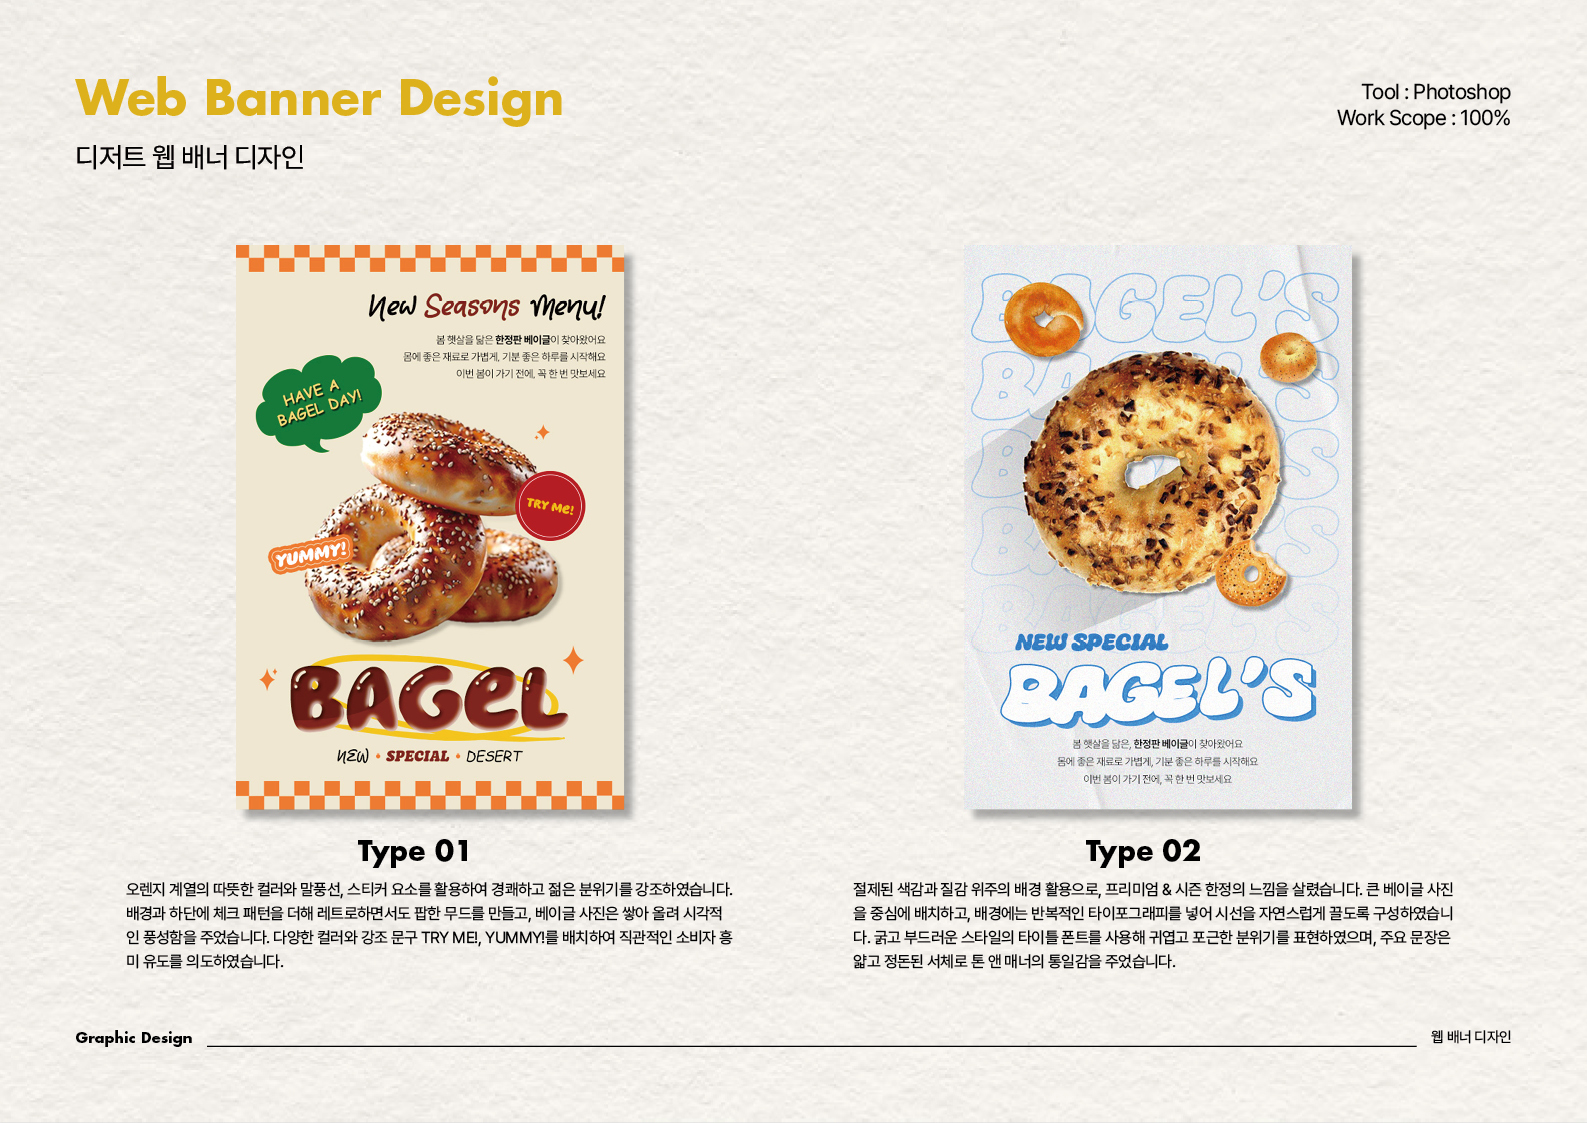 Web Banner Design
디저트 웹 배너 디자인
Tool : Photoshop
Work Scope : 100%
New Seasons Menu!
봄 햇살을 닮은 한정판 베이글이 찾아왔어요
몸에 좋은 재료로 가볍게, 기분 좋은 하루를 시작해요
이번 봄이 가기 전에, 꼭 한 번 맛보세요
HAVE A
BAGEL DAY!
TRY ME!
YUMMY!
BAGEL
NEW • SPECIAL • DESERT
BAGEL'S
BAGEL'S
BAGEL'S
BAGEL'S
BAGEL'S
NEW SPECIAL
BAGEL'S
봄 햇살을 닮은, 한정판 베이글이 찾아왔어요
몸에 좋은 재료로 가볍게, 기분 좋은 하루를 시작해요
이번 봄이 가기 전에, 꼭 한 번 맛보세요
Type 01
오렌지 계열의 따뜻한 컬러와 말풍선, 스티커 요소를 활용하여 경쾌하고 젊은 분위기를 강조하였습니다.
배경과 하단에 체크 패턴을 더해 레트로하면서도 팝한 무드를 만들고, 베이글 사진은 쌓아 올려 시각적
인 풍성함을 주었습니다. 다양한 컬러와 강조 문구 TRY ME!, YUMMY!를 배치하여 직관적인 소비자 흥
미 유도를 의도하였습니다.
Type 02
절제된 색감과 질감 위주의 배경 활용으로, 프리미엄 & 시즌 한정의 느낌을 살렸습니다. 큰 베이글 사진
을 중심에 배치하고, 배경에는 반복적인 타이포그래피를 넣어 시선을 자연스럽게 끌도록 구성하였습니
다. 굵고 부드러운 스타일의 타이틀 폰트를 사용해 귀엽고 포근한 분위기를 표현하였으며, 주요 문장은
얇고 정돈된 서체로 톤 앤 매너의 통일감을 주었습니다.
Graphic Design
웹 배너 디자인